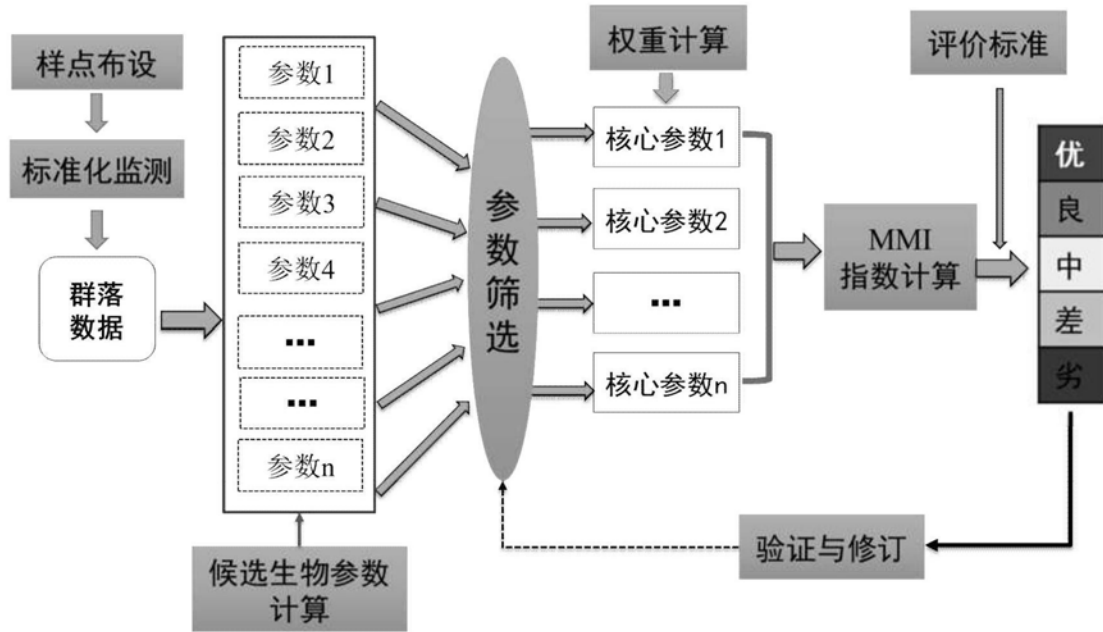 样点布设
标准化监测
群落
数据
参数1
参数2
参数3
参数4
...
...
参数n
候选生物参数
计算
参数筛选
权重计算
核心参数1
核心参数2
...
核心参数n
MMI
指数计算
评价标准
优
良
中
差
劣
验证与修订